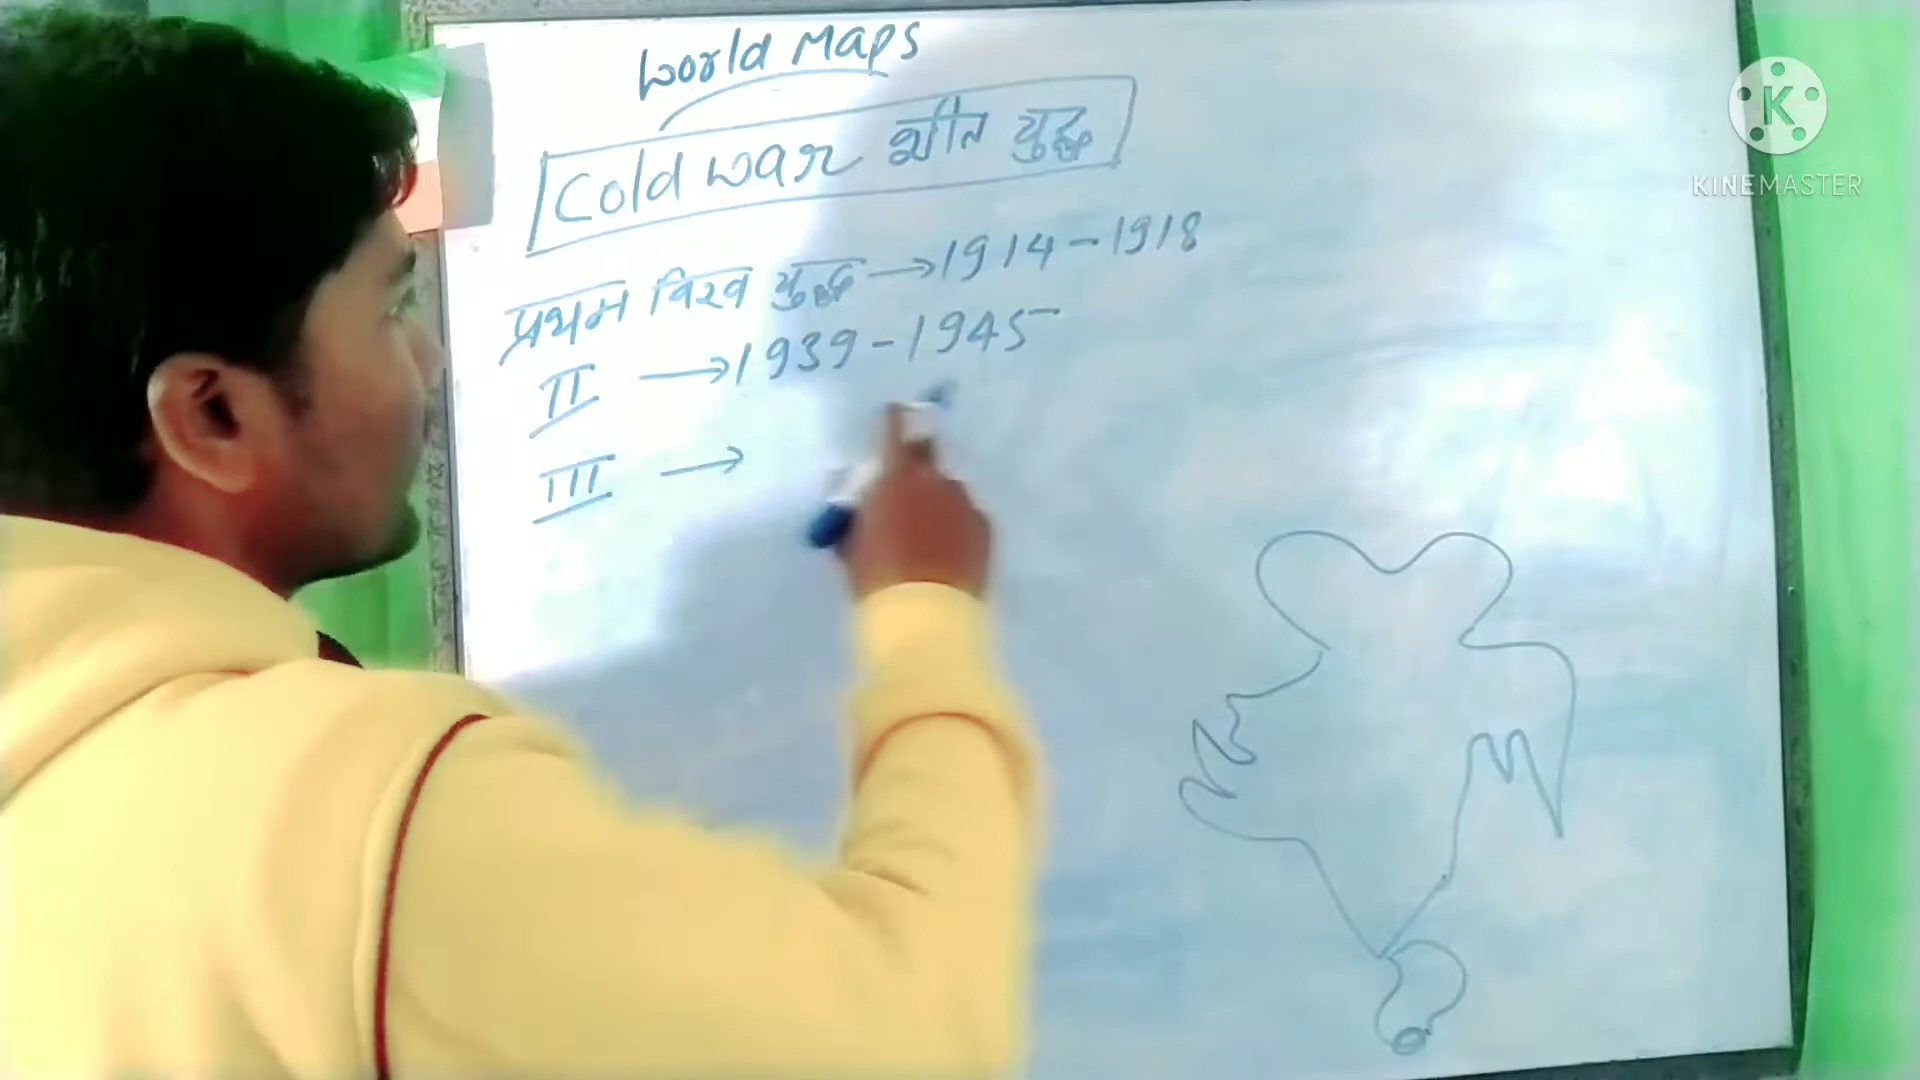 World Maps
Cold war शीत युद्ध
प्रथम विश्व युद्ध → 1914 - 1918
II → 1939 - 1945
III →
K
KINEMASTER